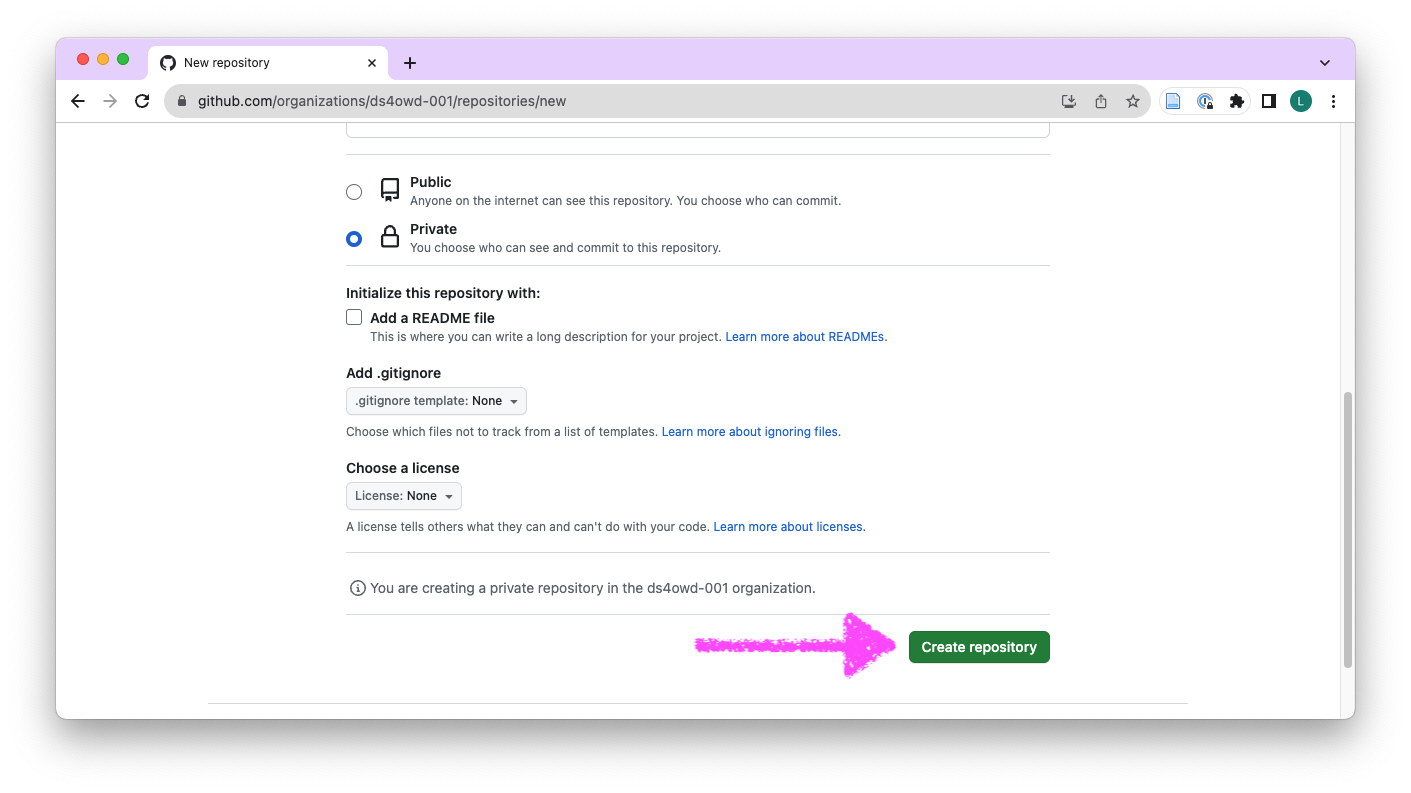 New repository
github.com/organizations/ds4owd-001/repositories/new
L
Public
Anyone on the internet can see this repository. You choose who can commit.
Private
You choose who can see and commit to this repository.
Initialize this repository with:
Add a README file
This is where you can write a long description for your project. Learn more about READMEs.
Add .gitignore
.gitignore template: None
Choose which files not to track from a list of templates. Learn more about ignoring files.
Choose a license
License: None
A license tells others what they can and can't do with your code. Learn more about licenses.
You are creating a private repository in the ds4owd-001 organization.
Create repository